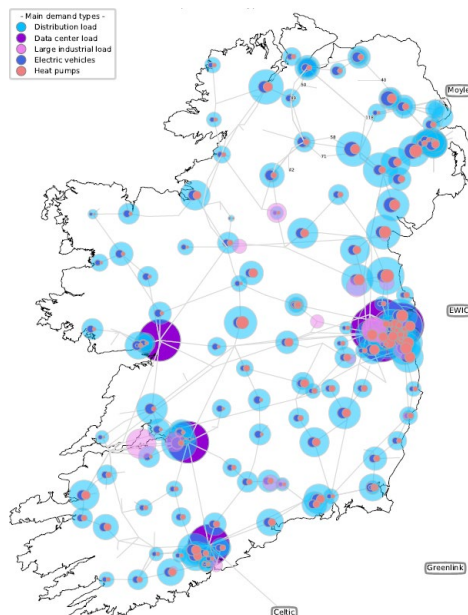 - Main demand types -
Distribution load
Data center load
Large industrial load
Electric vehicles
Heat pumps
Moyle
EWIC
Greenlink
Celtic